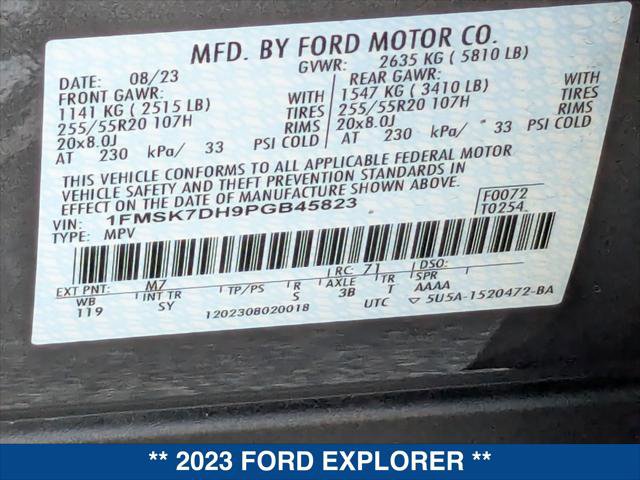 MFD. BY FORD MOTOR CO.
DATE: 08/23 GVWR: 2635 KG ( 5810 LB)
FRONT GAWR: REAR GAWR:
1141 KG ( 2515 LB) WITH 1547 KG ( 3410 LB) WITH
255/55R20 107H TIRES 255/55R20 107H TIRES
20x8.0J RIMS 20x8.0J RIMS
AT 230 kPa/ 33 PSI COLD AT 230 kPa/ 33 PSI COLD
THIS VEHICLE CONFORMS TO ALL APPLICABLE FEDERAL MOTOR
VEHICLE SAFETY AND THEFT PREVENTION STANDARDS IN
EFFECT ON THE DATE OF MANUFACTURE SHOWN ABOVE.
VIN: 1FMSK7DH9PGB45823 F0072
TYPE: MPV T0254
EXT PNT: M7 RC: 71 DSO:
WB INT TR TP/PS R AXLE TR SPR
119 SY S 3B T AAAA
1202308020018 UTC ▽ 5U5A-1520472-BA
** 2023 FORD EXPLORER **